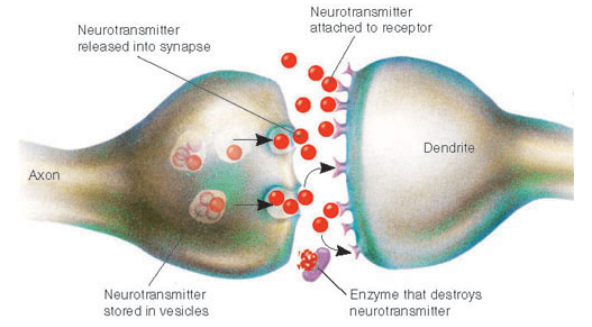 Neurotransmitter
released into synapse
Neurotransmitter
attached to receptor
Axon
Dendrite
Neurotransmitter
stored in vesicles
Enzyme that destroys
neurotransmitter